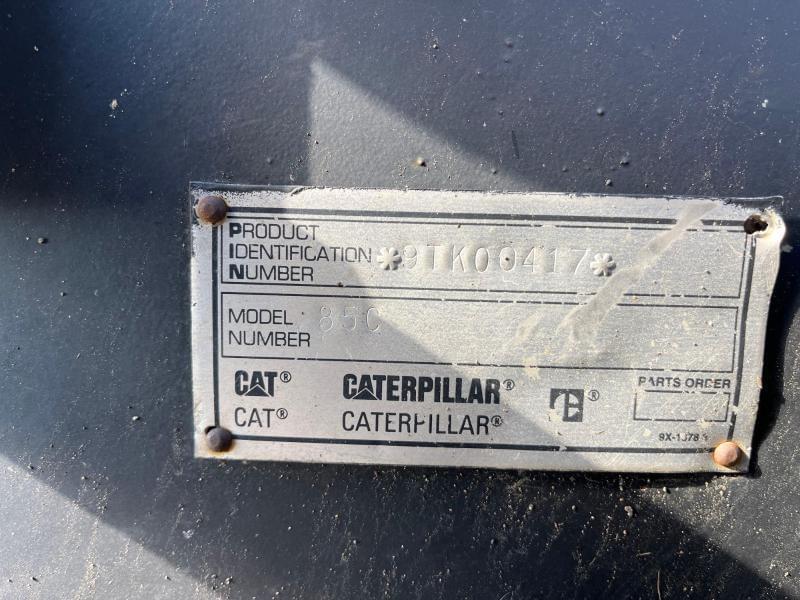 PRODUCT
IDENTIFICATION *9TK00417*
NUMBER
MODEL 85C
NUMBER
CAT® CATERPILLAR® E®
PARTS ORDER
CAT® CATERPILLAR®